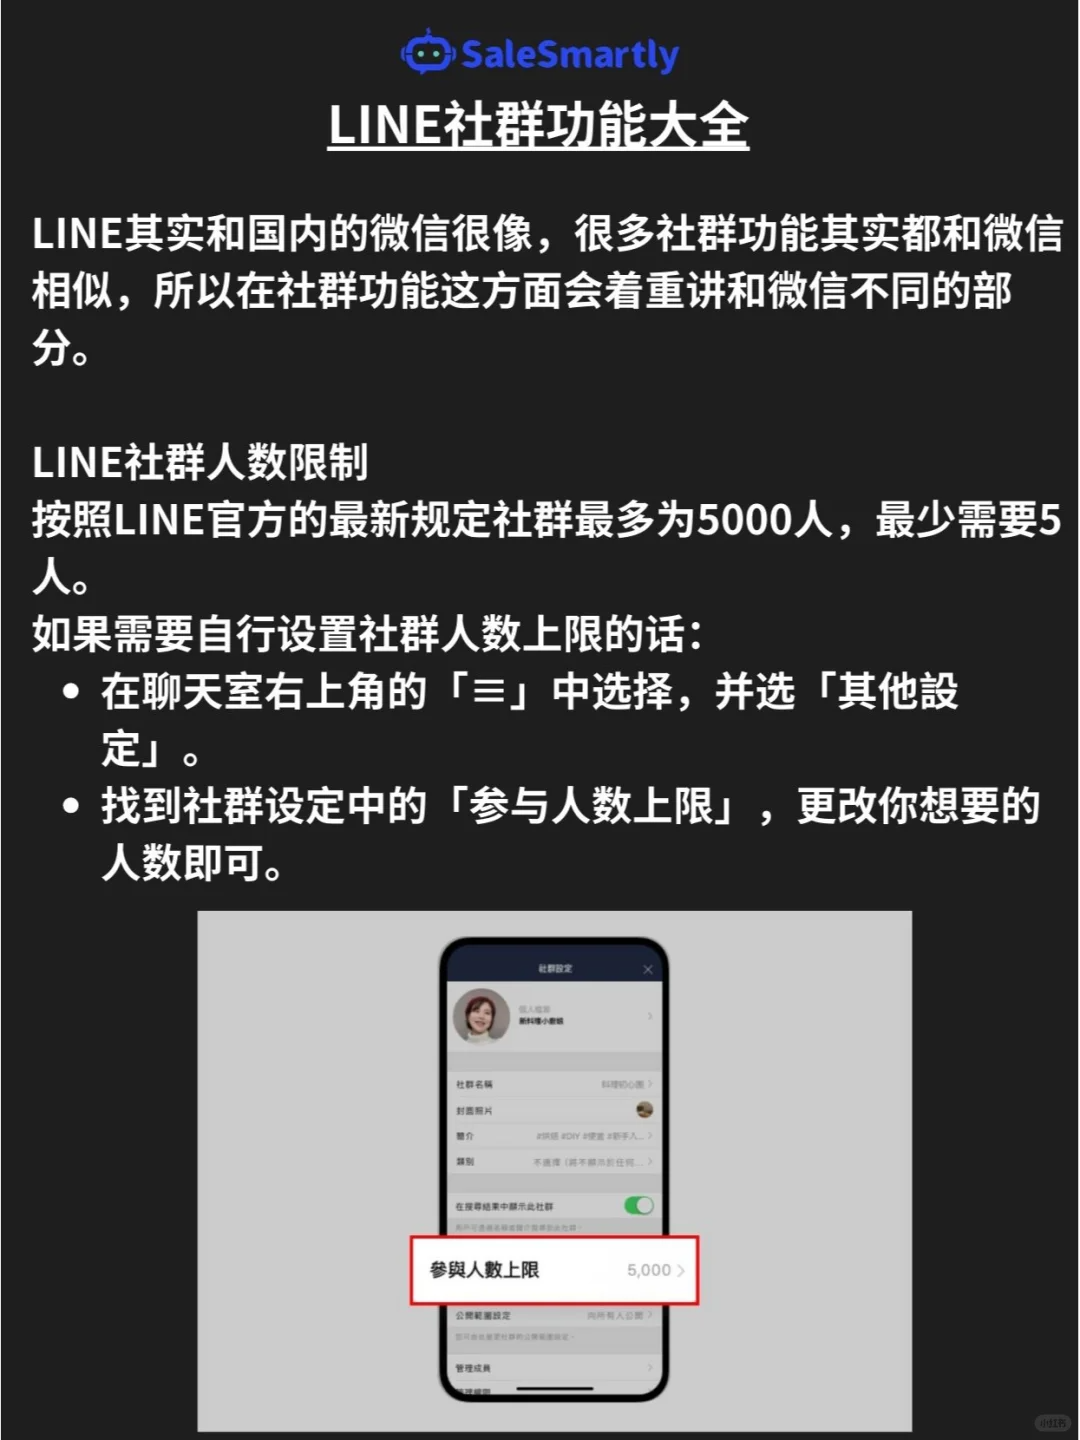 SaleSmartly
LINE社群功能大全
LINE其实和国内的微信很像，很多社群功能其实都和微信
相似，所以在社群功能这方面会着重讲和微信不同的部
分。
LINE社群人数限制
按照LINE官方的最新规定社群最多为5000人，最少需要5
人。
如果需要自行设置社群人数上限的话：
• 在聊天室右上角的「≡」中选择，并选「其他設
定」。
• 找到社群设定中的「参与人数上限」，更改你想要的
人数即可。
社群設定
個人檔案
社群名稱
料理初心圈
封面照片
簡介
#烘焙 #DIY #便當 #新手入...
類別
不選擇（將不顯示於任何...
在搜尋結果中顯示此社群
參與人數上限
5,000
公開範圍設定
向所有人公開
管理成員